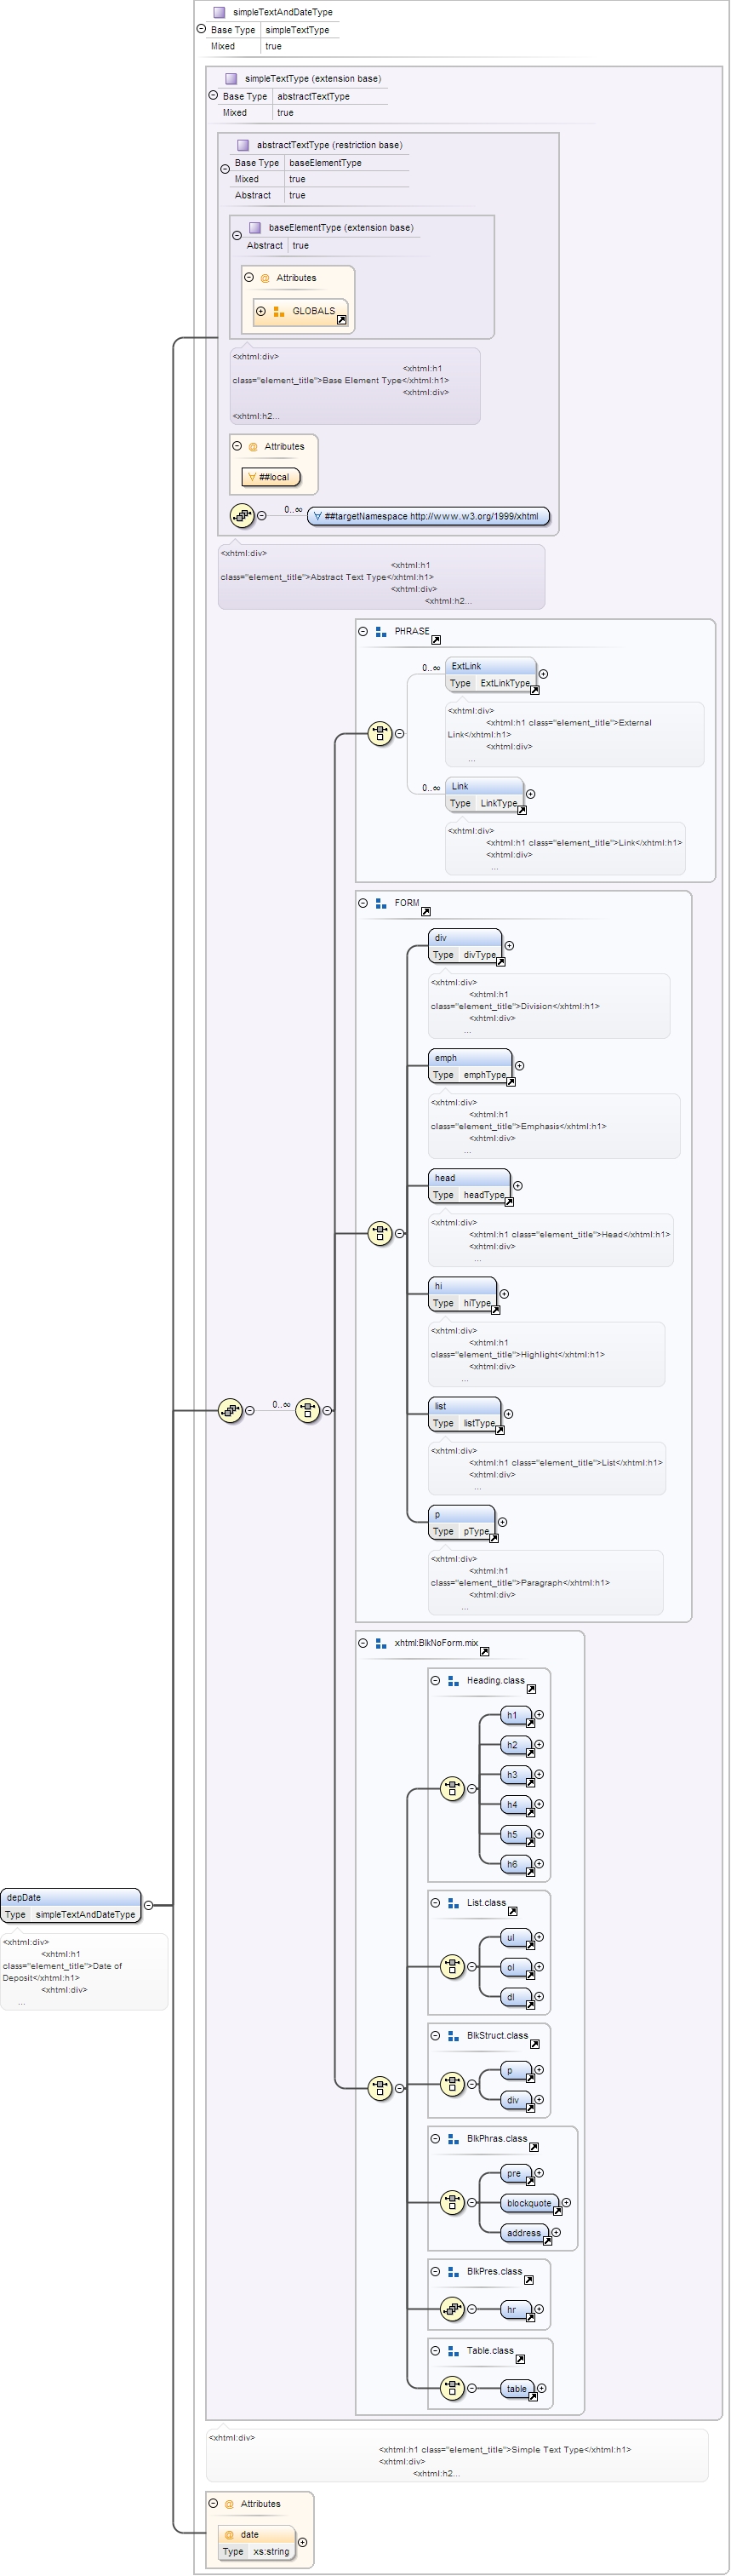 simpleTextAndDateType
Base Type simpleTextType
Mixed true
simpleTextType (extension base)
Base Type abstractTextType
Mixed true
abstractTextType (restriction base)
Base Type baseElementType
Mixed true
Abstract true
baseElementType (extension base)
Abstract true
@ Attributes
GLOBALS
<xhtml:div>
<xhtml:h1
class="element_title">Base Element Type</xhtml:h1>
<xhtml:div>
<xhtml:h2...
@ Attributes
∀ ##local
0..∞
∀ ##targetNamespace http://www.w3.org/1999/xhtml
<xhtml:div>
<xhtml:h1
class="element_title">Abstract Text Type</xhtml:h1>
<xhtml:div>
<xhtml:h2...
PHRASE
0..∞
ExtLink
Type ExtLinkType
<xhtml:div>
<xhtml:h1 class="element_title">External
Link</xhtml:h1>
<xhtml:div>
...
0..∞
Link
Type LinkType
<xhtml:div>
<xhtml:h1 class="element_title">Link</xhtml:h1>
<xhtml:div>
...
FORM
div
Type divType
<xhtml:div>
<xhtml:h1
class="element_title">Division</xhtml:h1>
<xhtml:div>
...
emph
Type emphType
<xhtml:div>
<xhtml:h1
class="element_title">Emphasis</xhtml:h1>
<xhtml:div>
...
head
Type headType
<xhtml:div>
<xhtml:h1 class="element_title">Head</xhtml:h1>
<xhtml:div>
...
hi
Type hiType
<xhtml:div>
<xhtml:h1
class="element_title">Highlight</xhtml:h1>
<xhtml:div>
...
0..∞
list
Type listType
<xhtml:div>
<xhtml:h1 class="element_title">List</xhtml:h1>
<xhtml:div>
...
p
Type pType
<xhtml:div>
<xhtml:h1
class="element_title">Paragraph</xhtml:h1>
<xhtml:div>
...
xhtml:BlkNoForm.mix
Heading.class
h1
h2
h3
h4
h5
h6
depDate
Type simpleTextAndDateType
<xhtml:div>
<xhtml:h1
class="element_title">Date of
Deposit</xhtml:h1>
<xhtml:div>
...
List.class
ul
ol
dl
BlkStruct.class
p
div
BlkPhras.class
pre
blockquote
address
BlkPres.class
hr
Table.class
table
<xhtml:div>
<xhtml:h1 class="element_title">Simple Text Type</xhtml:h1>
<xhtml:div>
<xhtml:h2...
@ Attributes
@ date
Type xs:string